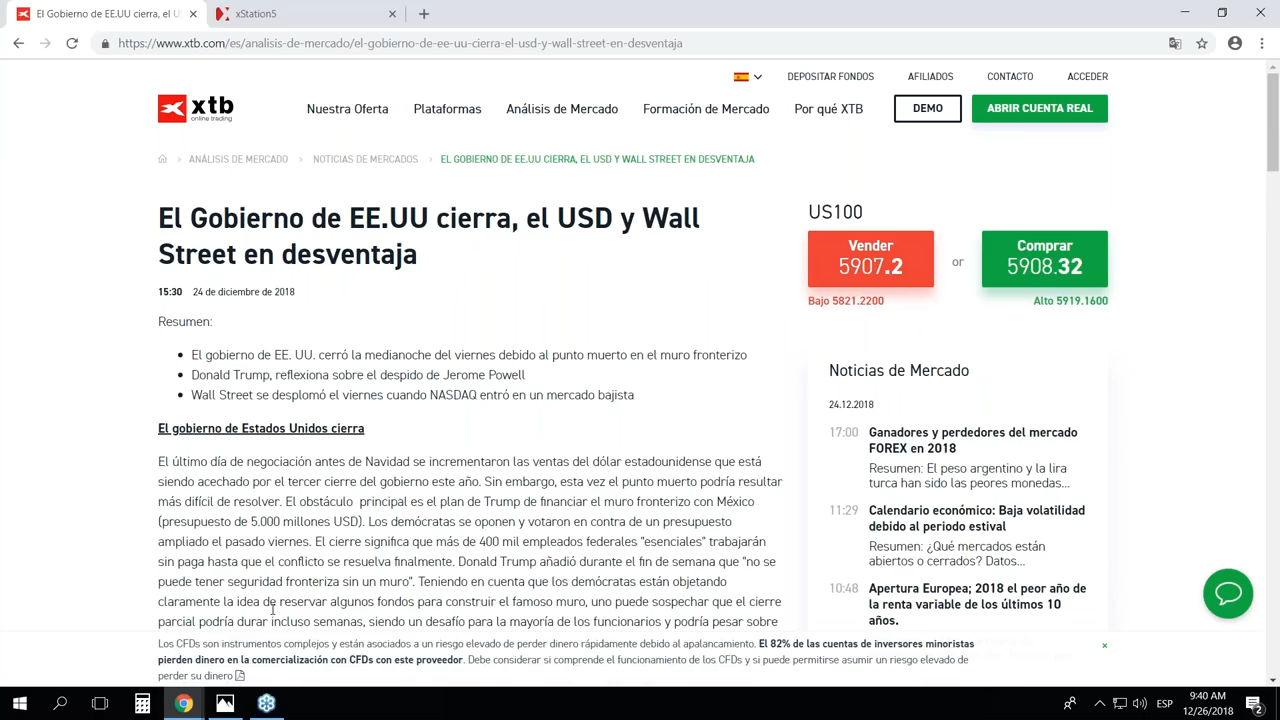 El Gobierno de EE.UU cierra, el US
xStation5
https://www.xtb.com/es/analisis-de-mercado/el-gobierno-de-ee-uu-cierra-el-usd-y-wall-street-en-desventaja
DEPOSITAR FONDOS
AFILIADOS
CONTACTO
ACCEDER
xtb
online trading
Nuestra Oferta
Plataformas
Análisis de Mercado
Formación de Mercado
Por qué XTB
DEMO
ABRIR CUENTA REAL
ANÁLISIS DE MERCADO
NOTICIAS DE MERCADOS
EL GOBIERNO DE EE.UU CIERRA, EL USD Y WALL STREET EN DESVENTAJA
El Gobierno de EE.UU cierra, el USD y Wall
Street en desventaja
15:30 24 de diciembre de 2018
Resumen:
• El gobierno de EE. UU. cerró la medianoche del viernes debido al punto muerto en el muro fronterizo
• Donald Trump, reflexiona sobre el despido de Jerome Powell
• Wall Street se desplomó el viernes cuando NASDAQ entró en un mercado bajista
El gobierno de Estados Unidos cierra
El último día de negociación antes de Navidad se incrementaron las ventas del dólar estadounidense que está
siendo acechado por el tercer cierre del gobierno este año. Sin embargo, esta vez el punto muerto podría resultar
más difícil de resolver. El obstáculo principal es el plan de Trump de financiar el muro fronterizo con México
(presupuesto de 5.000 millones USD). Los demócratas se oponen y votaron en contra de un presupuesto
ampliado el pasado viernes. El cierre significa que más de 400 mil empleados federales "esenciales" trabajarán
sin paga hasta que el conflicto se resuelva finalmente. Donald Trump añadió durante el fin de semana que "no se
puede tener seguridad fronteriza sin un muro". Teniendo en cuenta que los demócratas están objetando
claramente la idea de reservar algunos fondos para construir el famoso muro, uno puede sospechar que el cierre
parcial podría durar incluso semanas, siendo un desafío para la mayoría de los funcionarios y podría pesar sobre
US100
Vender
5907.2
or
Comprar
5908.32
Bajo 5821.2200
Alto 5919.1600
Noticias de Mercado
24.12.2018
17:00
Ganadores y perdedores del mercado
FOREX en 2018
Resumen: El peso argentino y la lira
turca han sido las peores monedas...
11:29
Calendario económico: Baja volatilidad
debido al periodo estival
Resumen: ¿Qué mercados están
abiertos o cerrados? Datos...
10:48
Apertura Europea; 2018 el peor año de
la renta variable de los últimos 10
años.
Los CFDs son instrumentos complejos y están asociados a un riesgo elevado de perder dinero rápidamente debido al apalancamiento. El 82% de las cuentas de inversores minoristas
pierden dinero en la comercialización con CFDs con este proveedor. Debe considerar si comprende el funcionamiento de los CFDs y si puede permitirse asumir un riesgo elevado de
perder su dinero
ESP
9:40 AM
12/26/2018
2